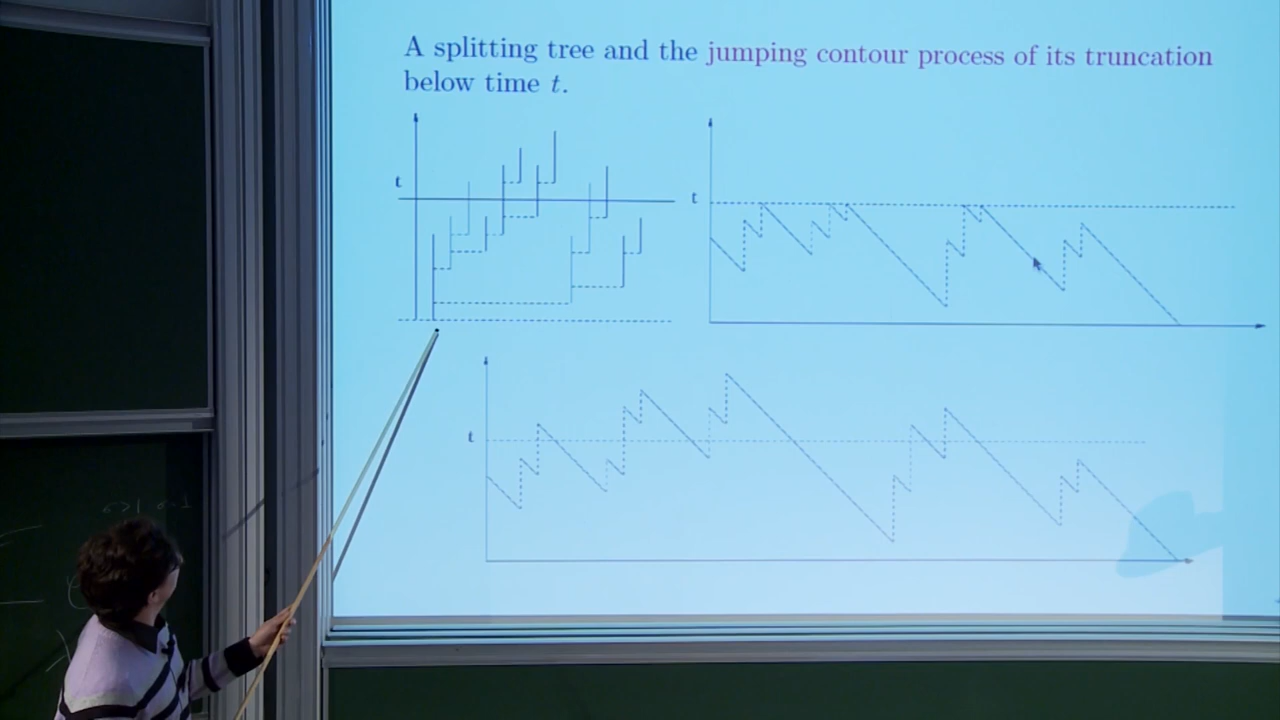 A splitting tree and the jumping contour process of its truncation
below time t.
t
t
t